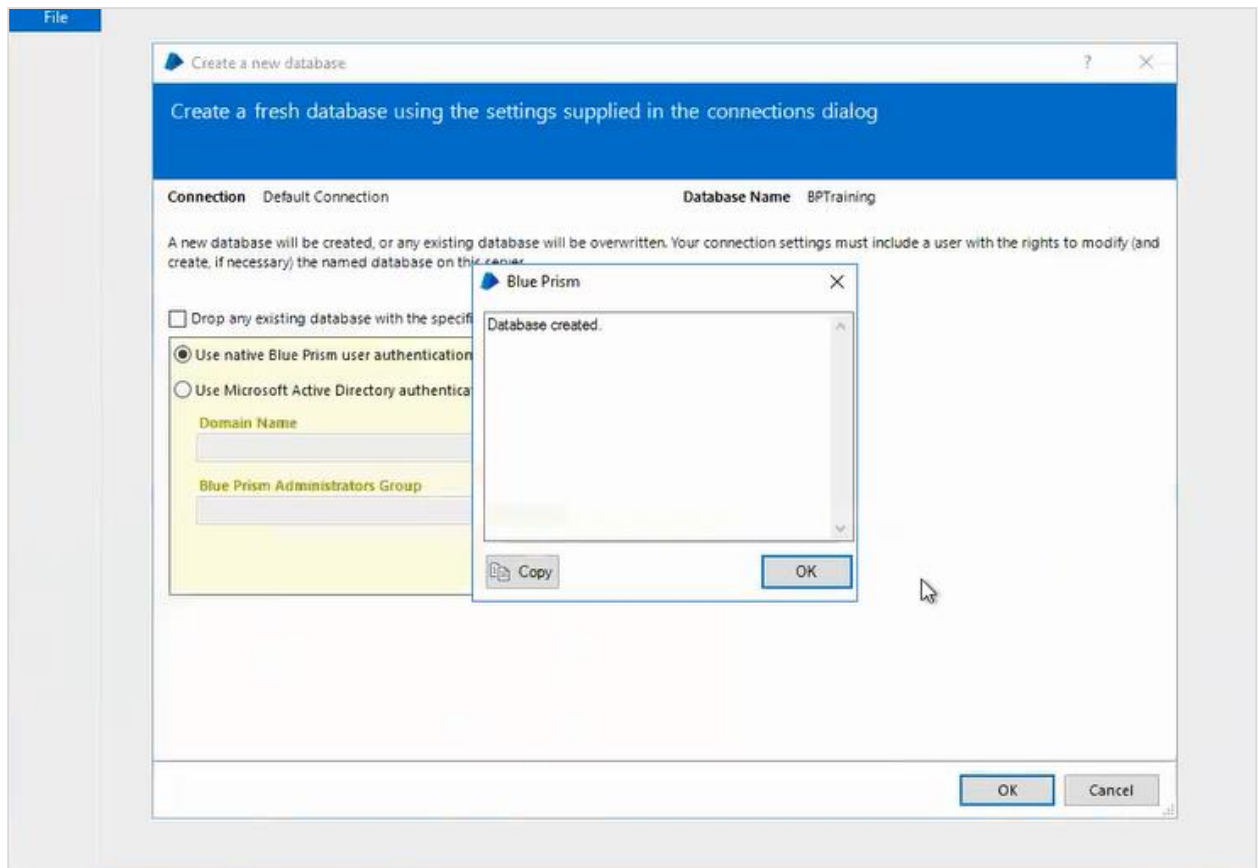 File
Create a new database
Create a fresh database using the settings supplied in the connections dialog
Connection Default Connection Database Name BPTraining
A new database will be created, or any existing database will be overwritten. Your connection settings must include a user with the rights to modify (and
create, if necessary) the named database on this server
Blue Prism
Drop any existing database with the specifi
Database created.
Use native Blue Prism user authentication
Use Microsoft Active Directory authentica
Domain Name
Blue Prism Administrators Group
Copy OK
OK Cancel